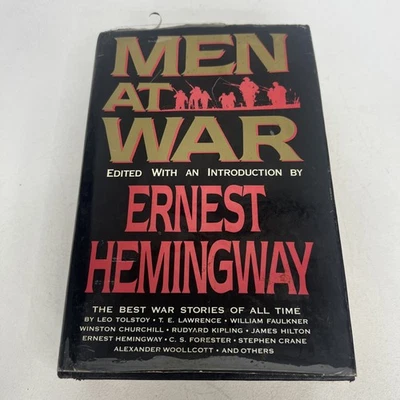 MEN
AT
WAR
EDITED WITH AN INTRODUCTION BY
ERNEST
HEMINGWAY
THE BEST WAR STORIES OF ALL TIME
BY LEO TOLSTOY • T. E. LAWRENCE • WILLIAM FAULKNER
WINSTON CHURCHILL • RUDYARD KIPLING • JAMES HILTON
ERNEST HEMINGWAY • C. S. FORESTER • STEPHEN CRANE
ALEXANDER WOOLLCOTT • AND OTHERS